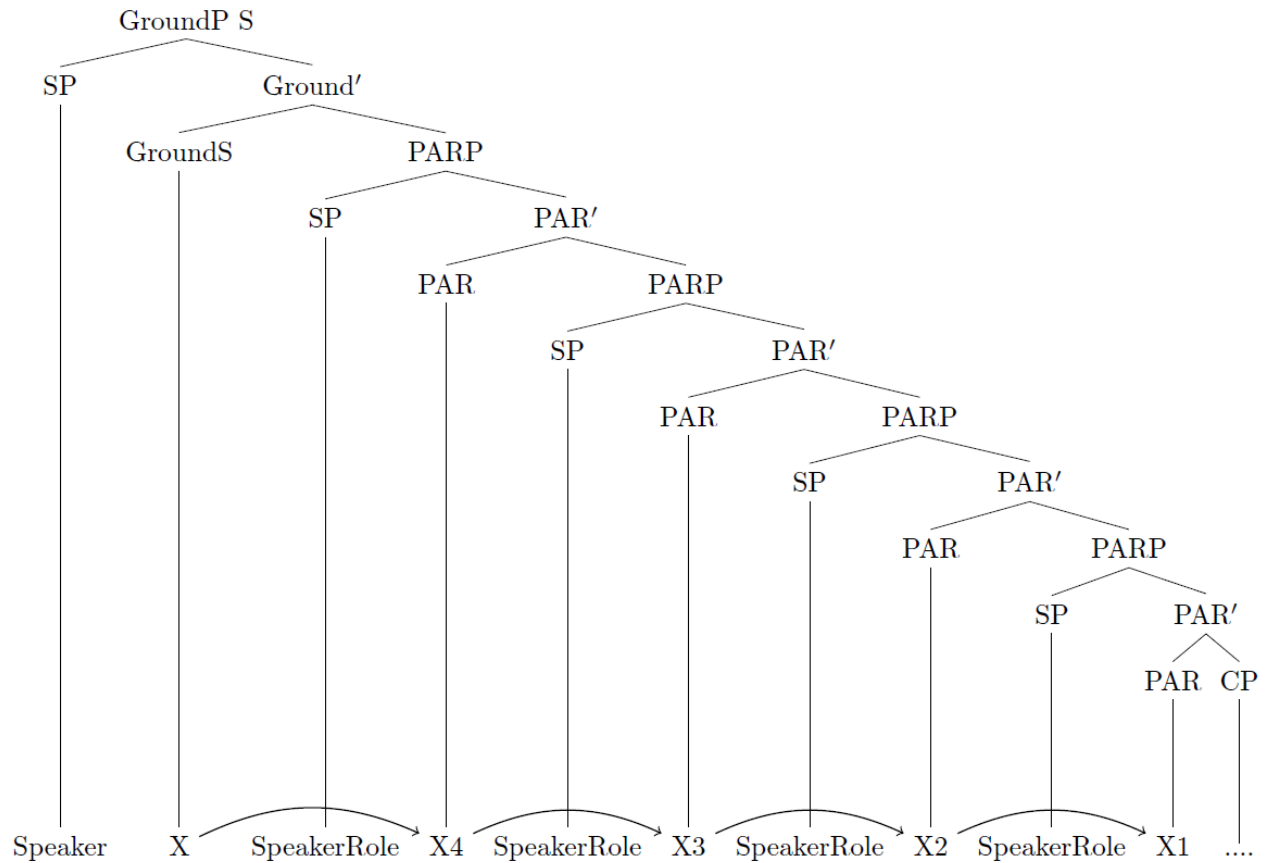 GroundP S
SP Ground′
GroundS PARP
SP PAR′
PAR PARP
SP PAR′
PAR PARP
SP PAR′
PAR PARP
SP PAR′
PAR CP
Speaker X SpeakerRole X4 SpeakerRole X3 SpeakerRole X2 SpeakerRole X1 ....